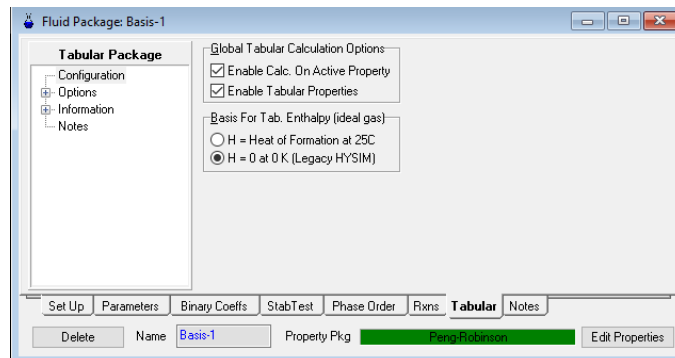 Fluid Package: Basis-1
Tabular Package
Configuration
Options
Information
Notes
Global Tabular Calculation Options
Enable Calc. On Active Property
Enable Tabular Properties
Basis For Tab. Enthalpy (ideal gas)
H = Heat of Formation at 25C
H = 0 at 0 K (Legacy HYSIM)
Set Up Parameters Binary Coeffs StabTest Phase Order Rxns Tabular Notes
Delete Name Basis-1 Property Pkg Peng-Robinson Edit Properties